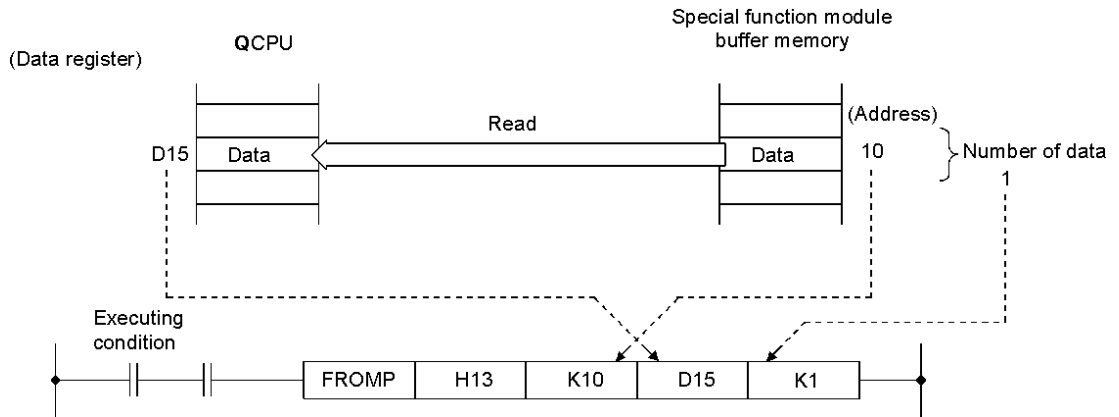 Special function module
buffer memory
QCPU
(Data register)
(Address)
Read
D15
Data
Data
10
Number of data
1
Executing
condition
FROMP
H13
K10
D15
K1